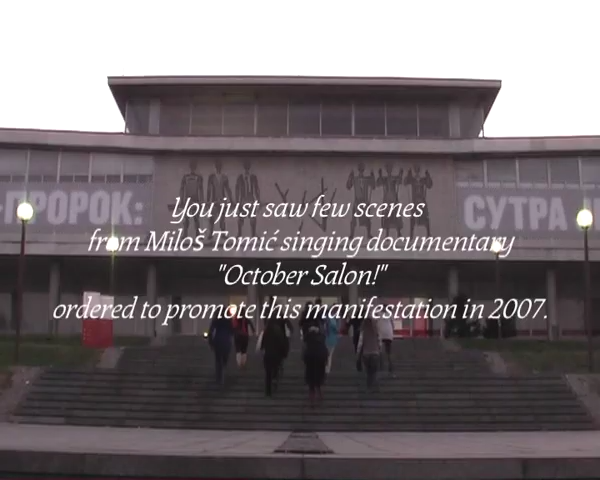 -ПРОРОК:
СУТРА
You just saw few scenes
from Miloš Tomić singing documentary
"October Salon!"
ordered to promote this manifestation in 2007.